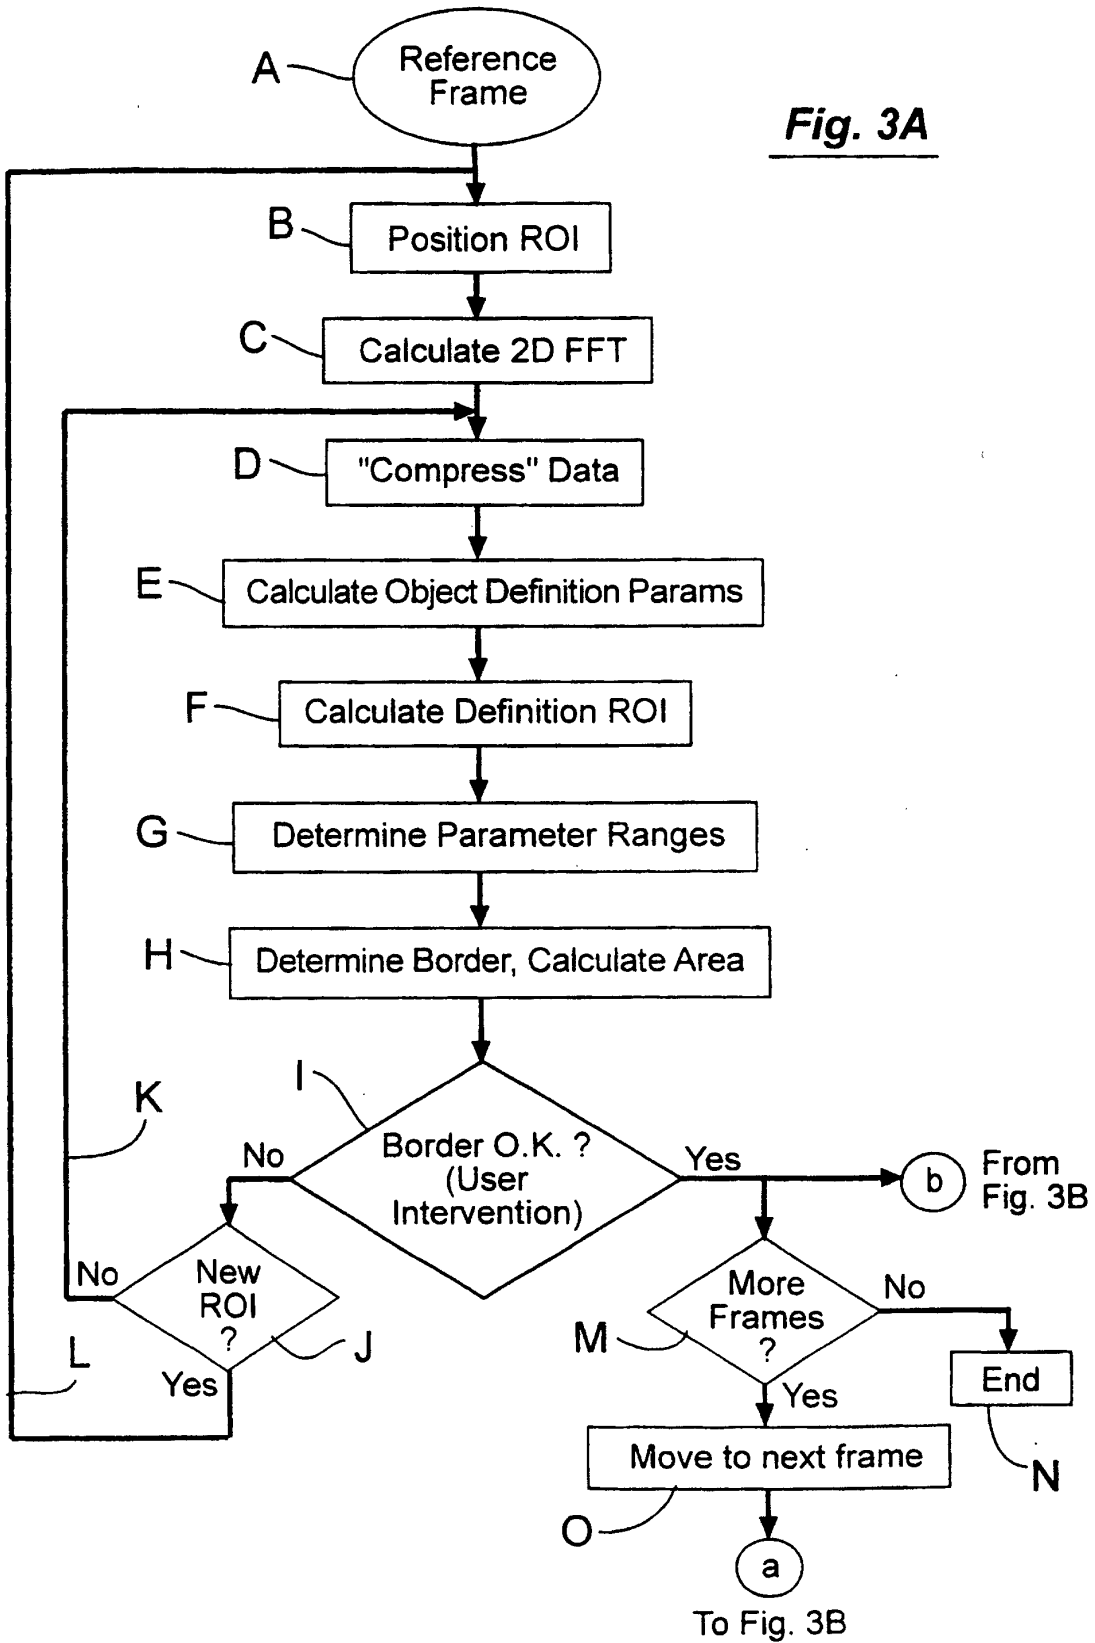 A
Reference
Frame
Fig. 3A
B
Position ROI
C
Calculate 2D FFT
D
"Compress" Data
E
Calculate Object Definition Params
F
Calculate Definition ROI
G
Determine Parameter Ranges
H
Determine Border, Calculate Area
I
K
Border O.K. ?
(User
Intervention)
No
Yes
b
From
Fig. 3B
No
New
ROI
?
J
L
Yes
More
Frames
?
M
No
End
N
Yes
Move to next frame
O
a
To Fig. 3B